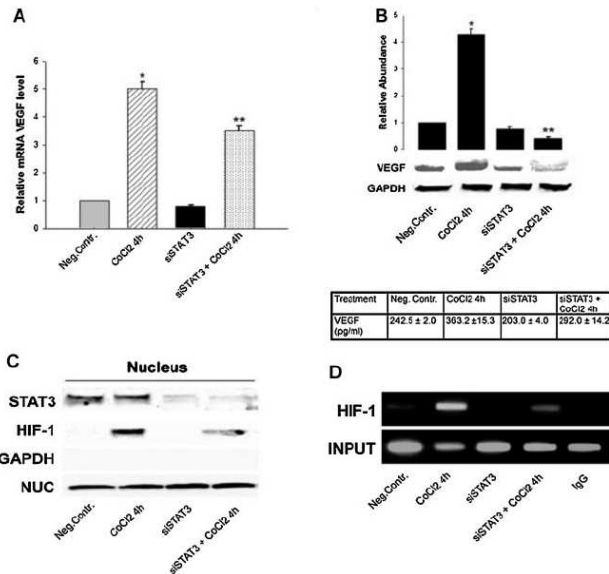 A
Relative mRNA VEGF level
6
5
4
3
2
1
0
*
**
Neg.Contr.
CoCl2 4h
siSTAT3
siSTAT3 + CoCl2 4h
B
Relative Abundance
5
4
3
2
1
0
*
**
VEGF
GAPDH
Neg.Contr.
CoCl2 4h
siSTAT3
siSTAT3 + CoCl2 4h
Treatment Neg. Contr. CoCl2 4h siSTAT3 siSTAT3 +
CoCl2 4h
VEGF 242.5 ± 2.0 363.2 ±15.3 203.0 ± 4.0 292.0 ± 14.2
(pg/ml)
C
Nucleus
STAT3
HIF-1
GAPDH
NUC
Neg.Contr.
CoCl2 4h
siSTAT3
siSTAT3 + CoCl2 4h
D
HIF-1
INPUT
Neg.Contr.
CoCl2 4h
siSTAT3
siSTAT3 + CoCl2 4h
IgG